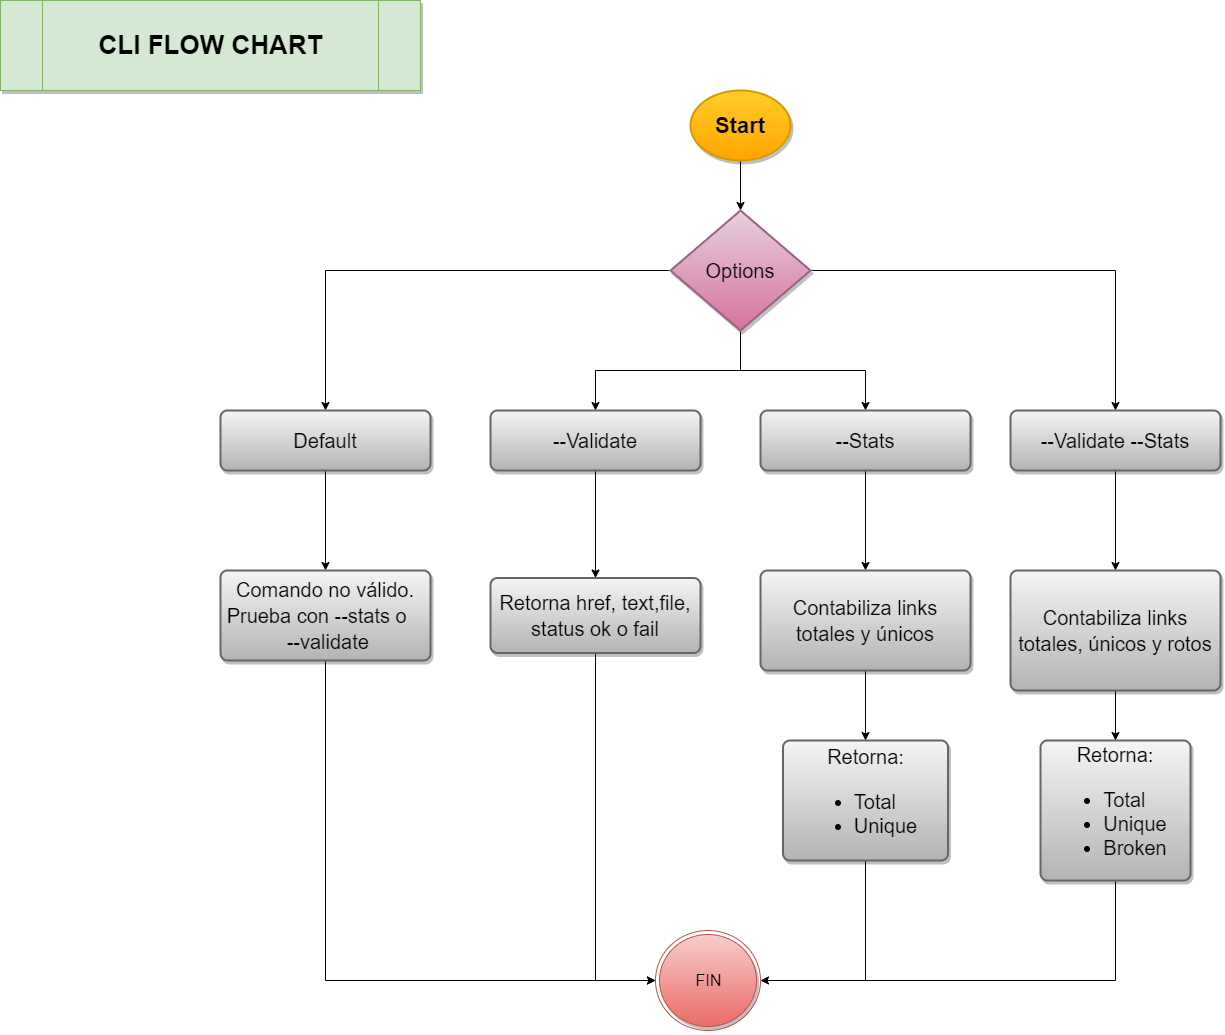 CLI FLOW CHART
Start
Options
Default
--Validate
--Stats
--Validate --Stats
Comando no válido.
Prueba con --stats o
--validate
Retorna href, text,file,
status ok o fail
Contabiliza links
totales y únicos
Contabiliza links
totales, únicos y rotos
Retorna:
• Total
• Unique
Retorna:
• Total
• Unique
• Broken
FIN